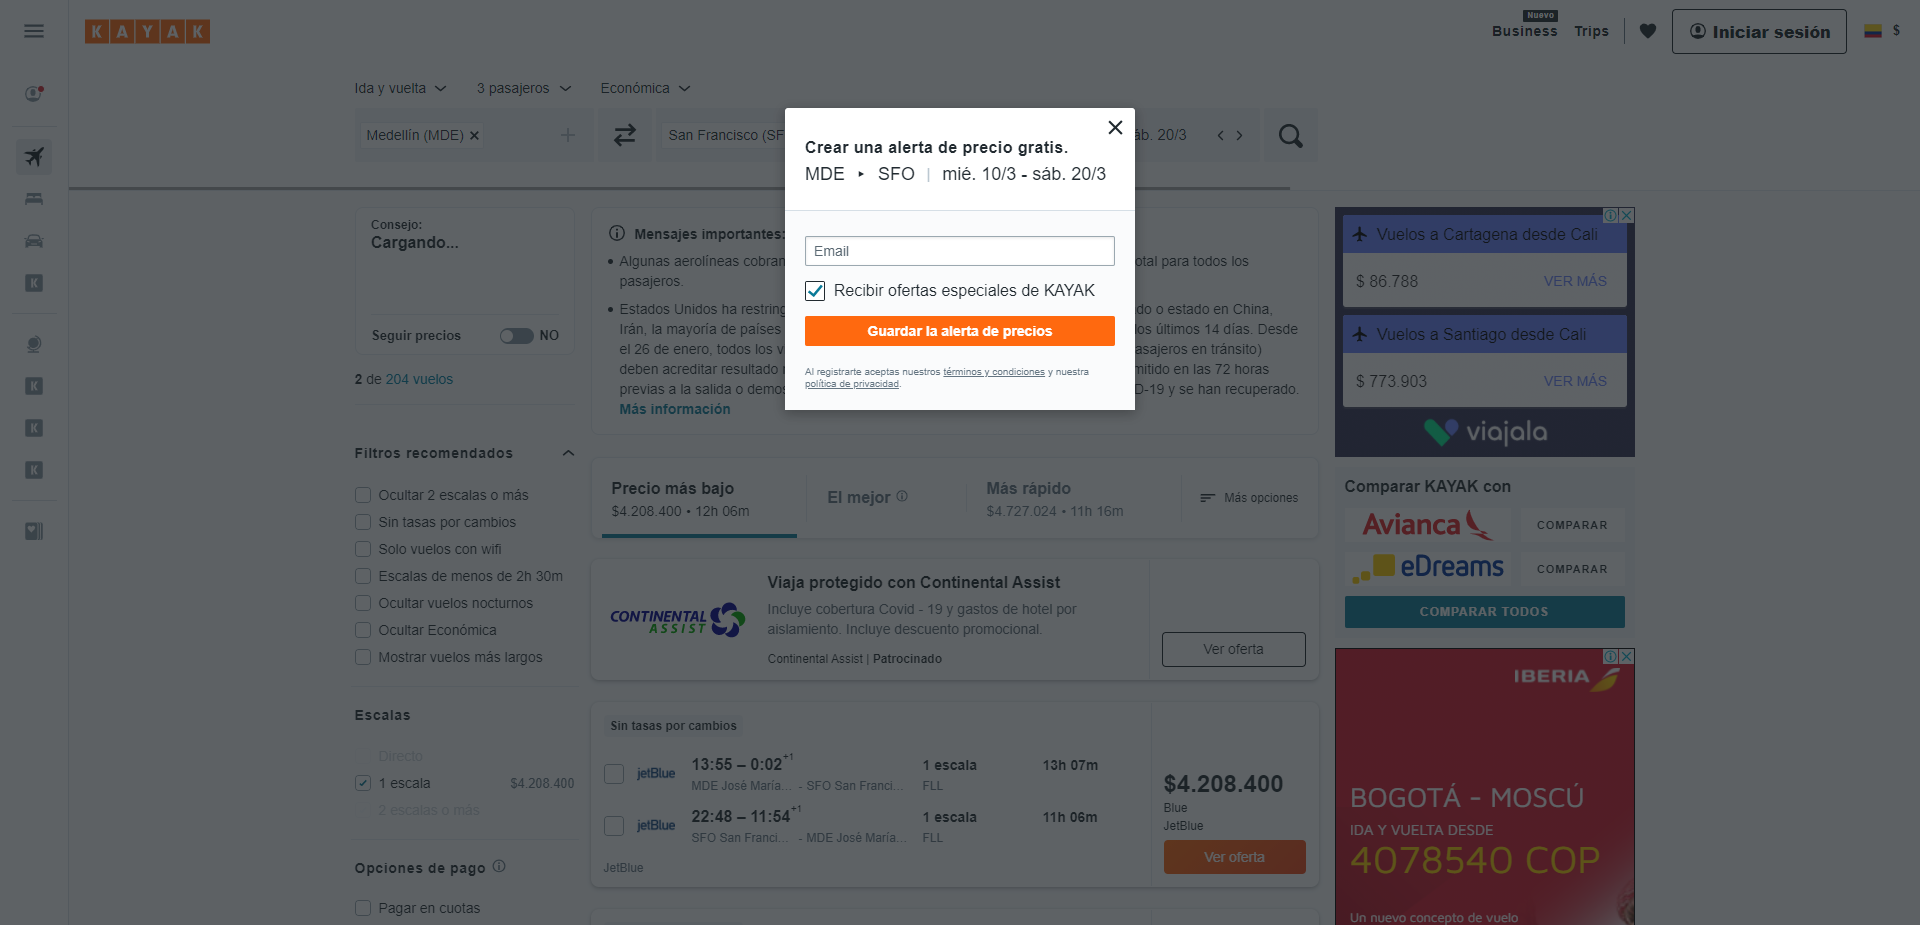 KAYAK
Nuevo
Business
Trips
Iniciar sesión
$
Ida y vuelta
3 pasajeros
Económica
Medellín (MDE)
San Francisco (SF
áb. 20/3
Crear una alerta de precio gratis.
MDE ▸ SFO | mié. 10/3 - sáb. 20/3
Email
Recibir ofertas especiales de KAYAK
Guardar la alerta de precios
Al registrarte aceptas nuestros términos y condiciones y nuestra
política de privacidad.
Consejo:
Cargando...
Seguir precios
NO
2 de 204 vuelos
Filtros recomendados
Ocultar 2 escalas o más
Sin tasas por cambios
Solo vuelos con wifi
Escalas de menos de 2h 30m
Ocultar vuelos nocturnos
Ocultar Económica
Mostrar vuelos más largos
Escalas
Directo
1 escala $4.208.400
2 escalas o más
Opciones de pago
Pagar en cuotas
Mensajes importantes:
• Algunas aerolíneas cobran
otal para todos los
pasajeros.
• Estados Unidos ha restring
do o estado en China,
Irán, la mayoría de países
los últimos 14 días. Desde
el 26 de enero, todos los v
asajeros en tránsito)
deben acreditar resultado
mitido en las 72 horas
previas a la salida o demos
D-19 y se han recuperado.
Más información
Precio más bajo
$4.208.400 • 12h 06m
El mejor
Más rápido
$4.727.024 • 11h 16m
Más opciones
CONTINENTAL
ASSIST
Viaja protegido con Continental Assist
Incluye cobertura Covid - 19 y gastos de hotel por
aislamiento. Incluye descuento promocional.
Continental Assist | Patrocinado
Ver oferta
Sin tasas por cambios
jetBlue
13:55 – 0:02+1
1 escala
13h 07m
MDE José María... - SFO San Franci...
FLL
jetBlue
22:48 – 11:54+1
1 escala
11h 06m
SFO San Franci... - MDE José María...
FLL
JetBlue
$4.208.400
Blue
JetBlue
Ver oferta
Vuelos a Cartagena desde Cali
$ 86.788
VER MÁS
Vuelos a Santiago desde Cali
$ 773.903
VER MÁS
viajala
Comparar KAYAK con
Avianca
COMPARAR
eDreams
COMPARAR
COMPARAR TODOS
IBERIA
BOGOTÁ - MOSCÚ
IDA Y VUELTA DESDE
4078540 COP
Un nuevo concepto de vuelo